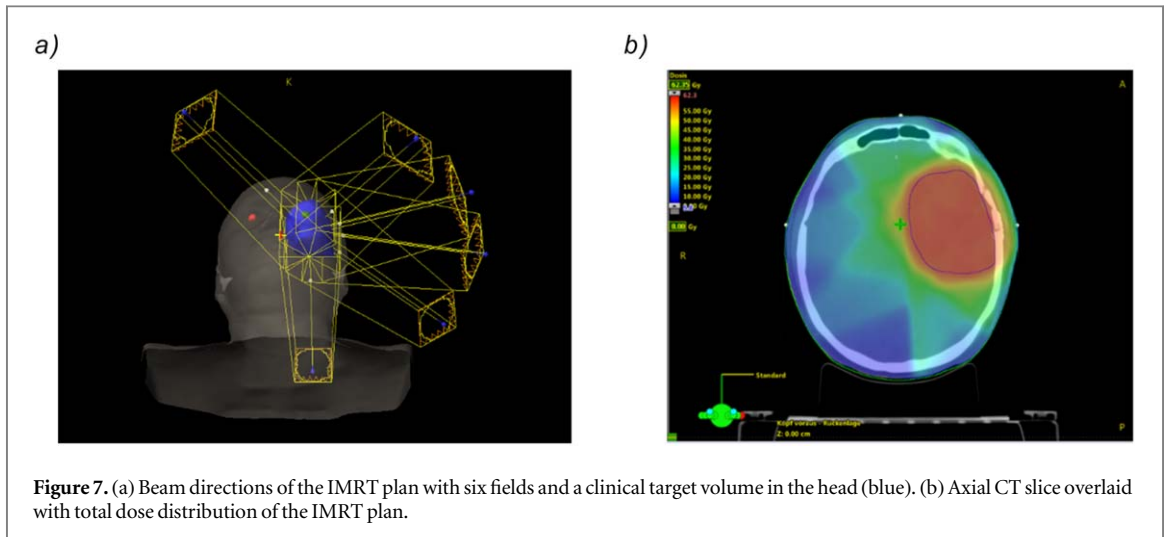 a)
b)
K
Dosis
62.35 Gy
62.3
55.00 Gy
50.00 Gy
45.00 Gy
40.00 Gy
35.00 Gy
30.00 Gy
25.00 Gy
20.00 Gy
15.00 Gy
10.00 Gy
Gy
0.00 Gy
A
R
Standard
Kopf voraus - Rückenlage
Z: 0.00 cm
P
Figure 7. (a) Beam directions of the IMRT plan with six fields and a clinical target volume in the head (blue). (b) Axial CT slice overlaid
with total dose distribution of the IMRT plan.